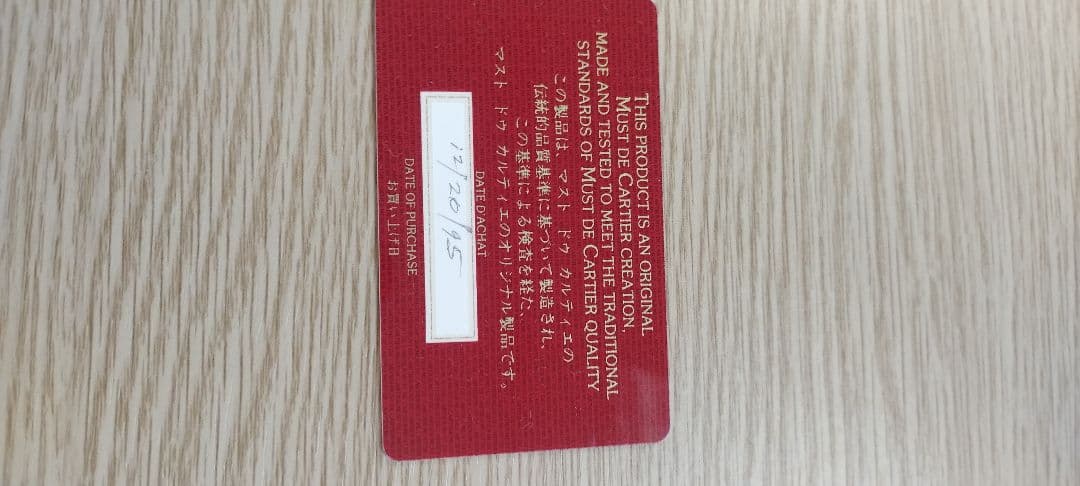 THIS PRODUCT IS AN ORIGINAL
MUST DE CARTIER CREATION,
MADE AND TESTED TO MEET THE TRADITIONAL
STANDARDS OF MUST DE CARTIER QUALITY
この製品は、マスト ドゥ カルティエの
伝統的品質基準に基づいて製造され、
この基準による検査を経た、
マスト ドゥ カルティエのオリジナル製品です。
DATE D'ACHAT
12/20/'95
DATE OF PURCHASE
お買い上げ日